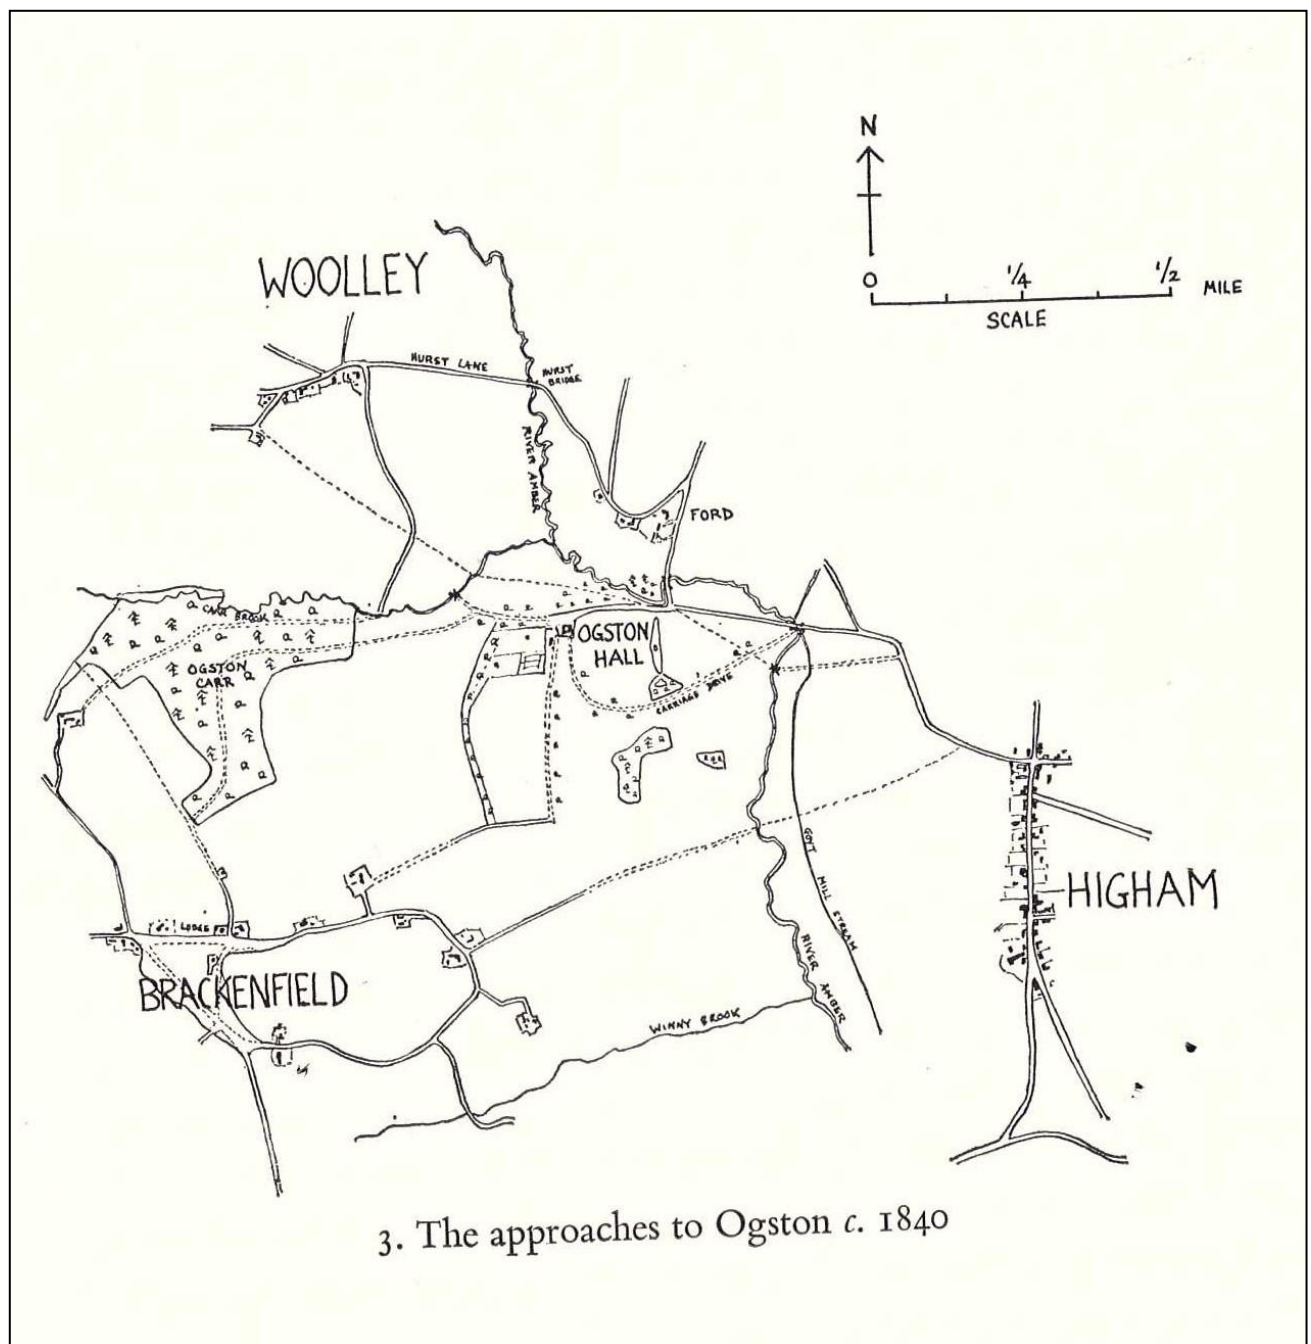 N
WOOLLEY
0 1/4 1/2 MILE
SCALE
HURST LANE
HURST
BRIDGE
RIVER AMBER
FORD
CARR BROOK
OGSTON
CARR
OGSTON
HALL
CARRIAGE DRIVE
GOYT MILL STREAM
HIGHAM
LODGE
BRACKENFIELD
RIVER AMBER
WINNY BROOK
3. The approaches to Ogston c. 1840